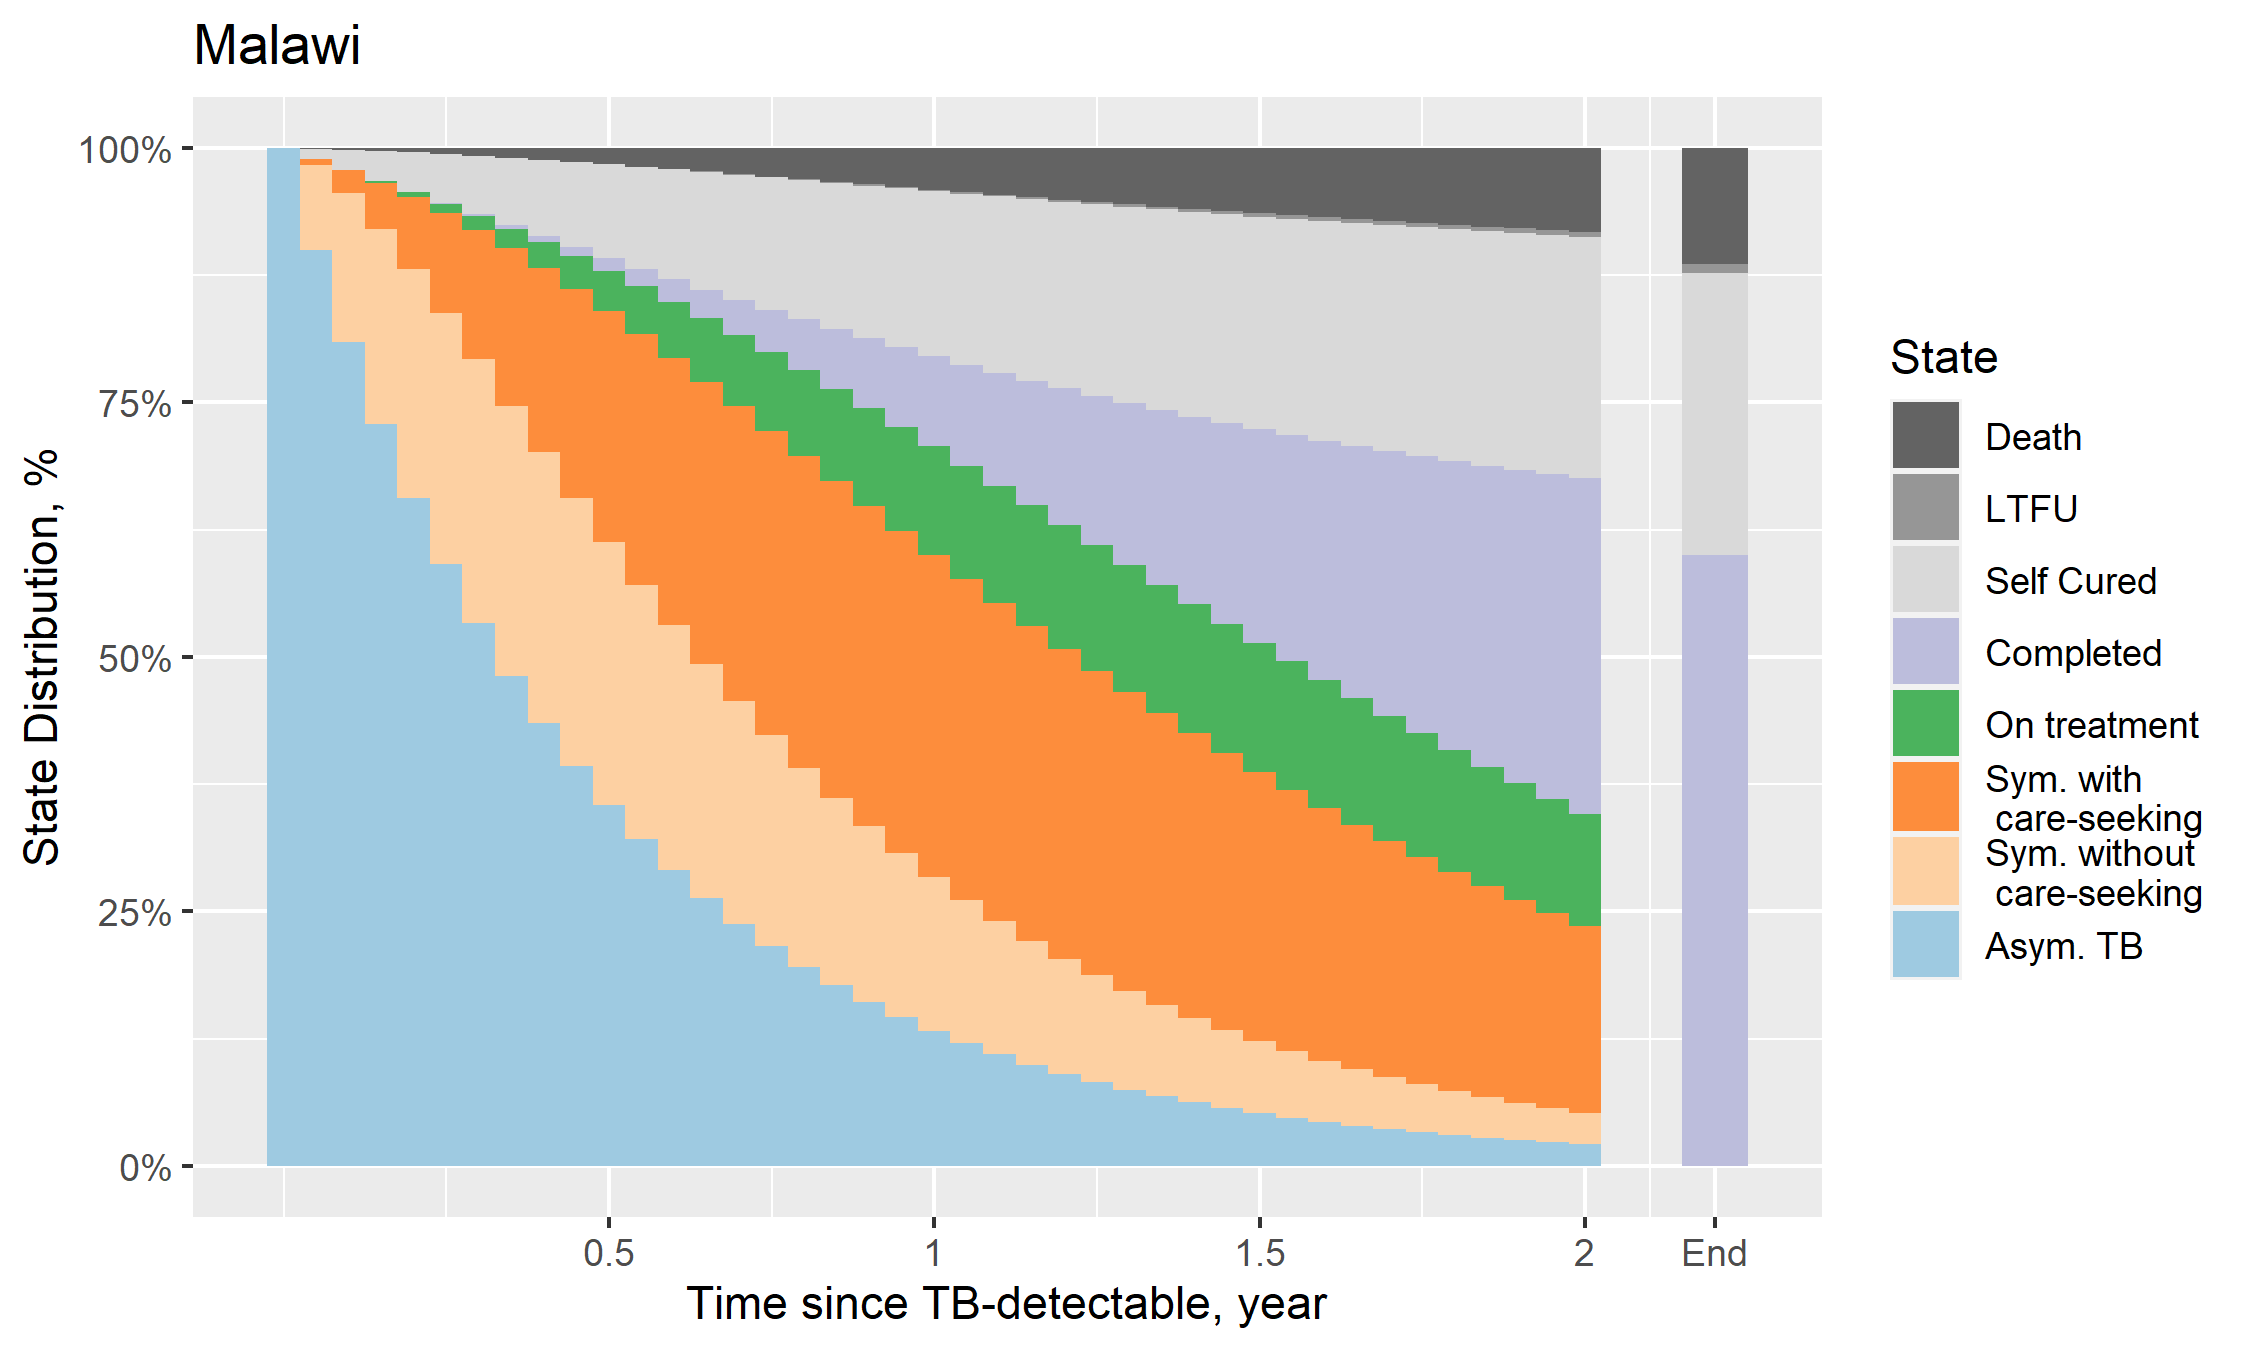 Malawi
State Distribution, %
100%
75%
50%
25%
0%
0.5
1
1.5
2
End
Time since TB-detectable, year
State
Death
LTFU
Self Cured
Completed
On treatment
Sym. with
care-seeking
Sym. without
care-seeking
Asym. TB